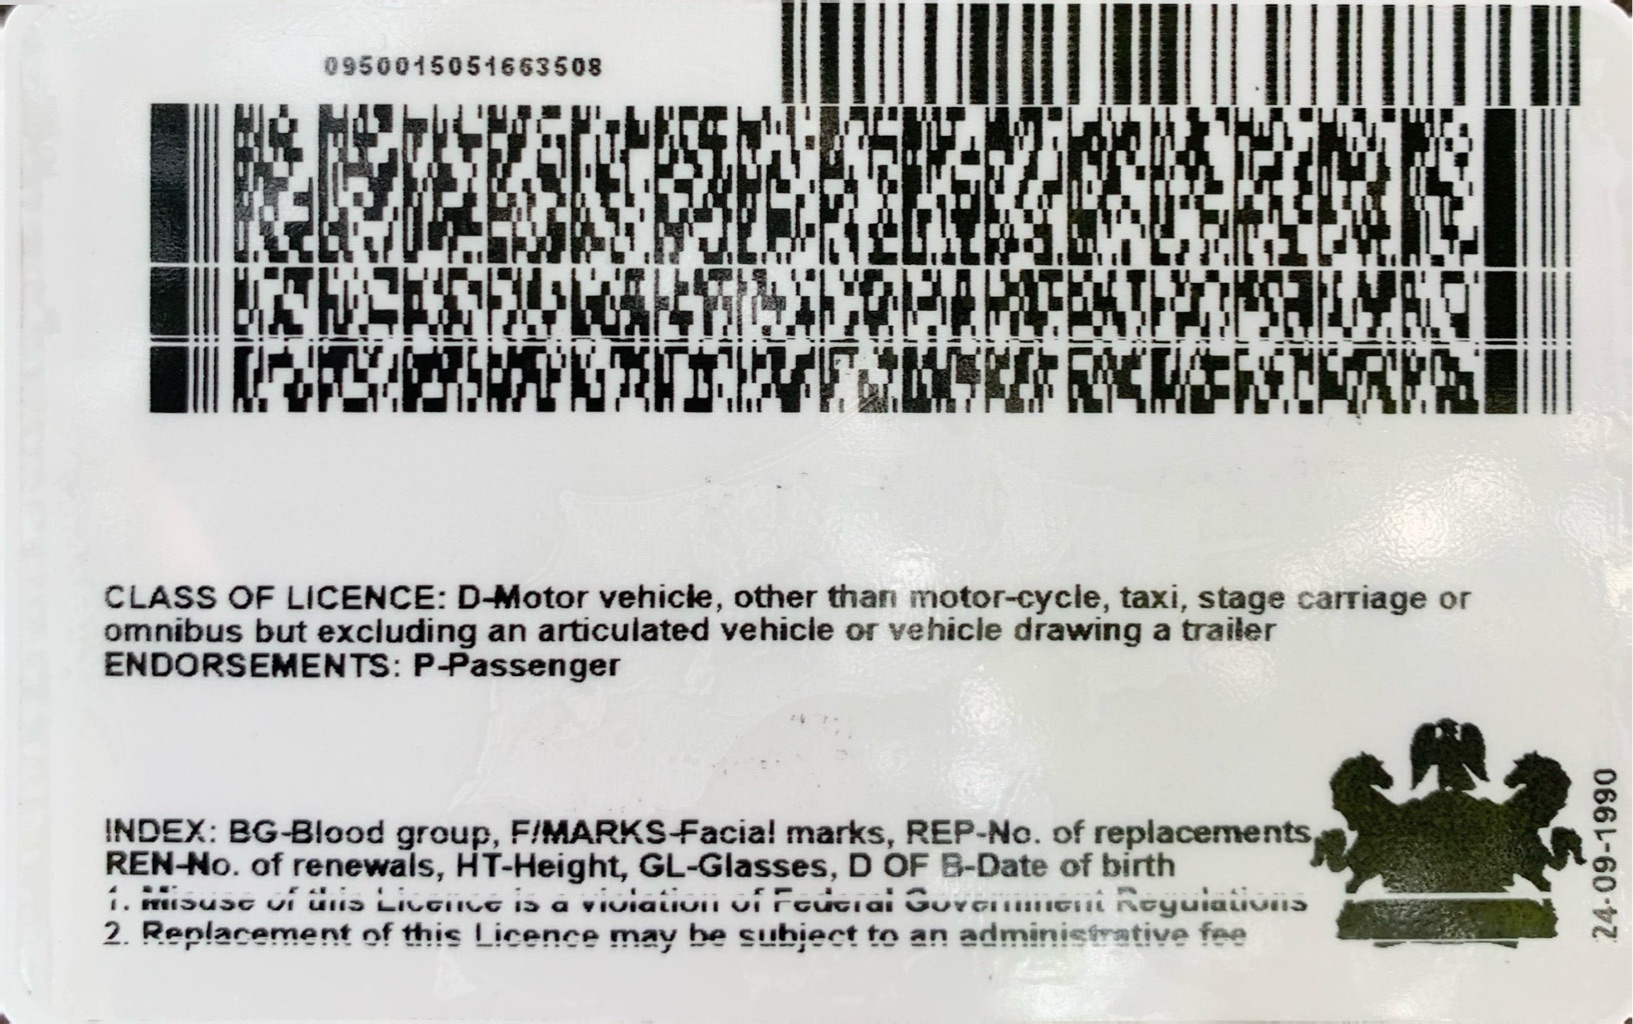 0950015051663508
CLASS OF LICENCE: D-Motor vehicle, other than motor-cycle, taxi, stage carriage or
omnibus but excluding an articulated vehicle or vehicle drawing a trailer
ENDORSEMENTS: P-Passenger
INDEX: BG-Blood group, F/MARKS-Facial marks, REP-No. of replacements,
REN-No. of renewals, HT-Height, GL-Glasses, D OF B-Date of birth
1. Misuse of this Licence is a violation of Federal Government Regulations
2. Replacement of this Licence may be subject to an administrative fee
24-09-1990